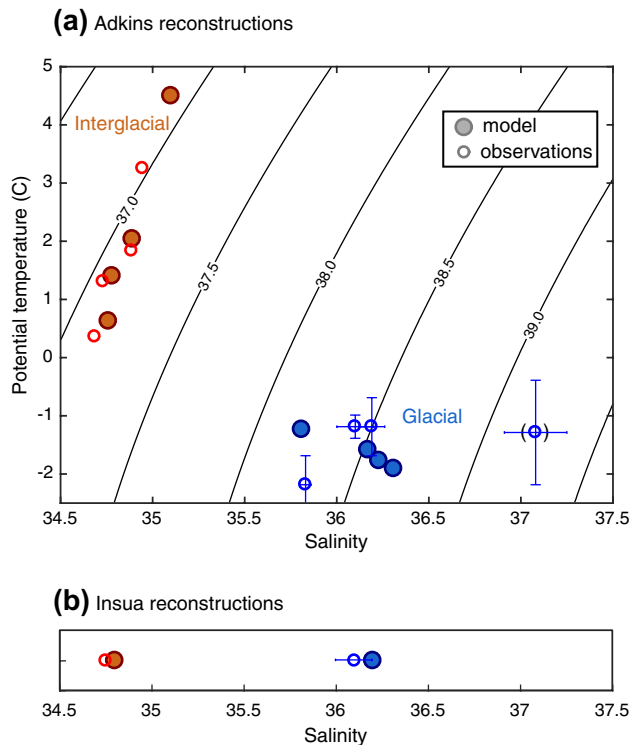 (a) Adkins reconstructions
5
4
3
2
1
0
-1
-2
Potential temperature (C)
Interglacial
model
observations
37.0
37.5
38.0
38.5
39.0
Glacial
( )
34.5 35 35.5 36 36.5 37 37.5
Salinity
(b) Insua reconstructions
34.5 35 35.5 36 36.5 37 37.5
Salinity